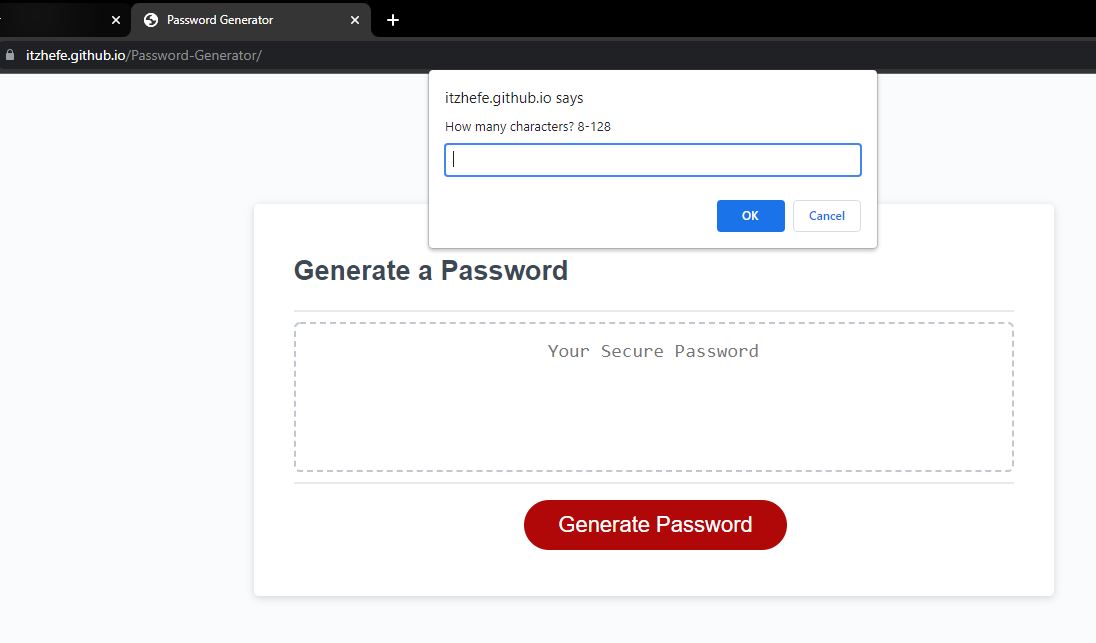 Password Generator
itzhefe.github.io/Password-Generator/
itzhefe.github.io says
How many characters? 8-128
OK
Cancel
Generate a Password
Your Secure Password
Generate Password